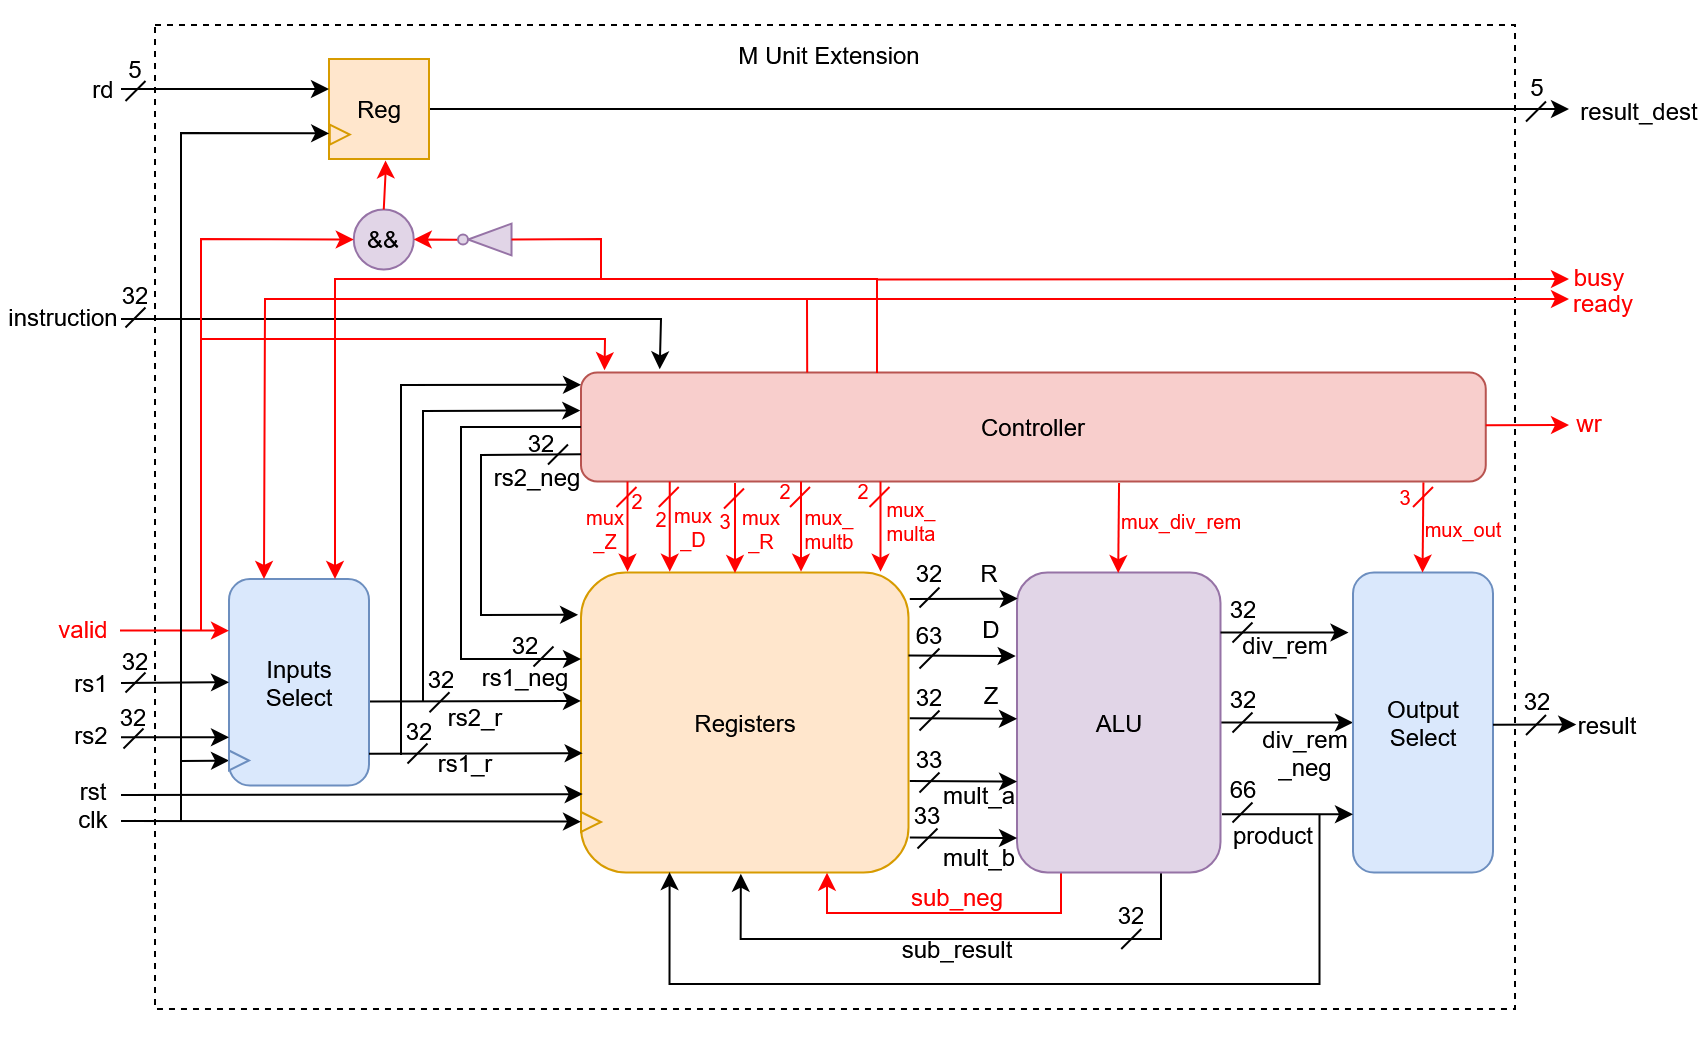 M Unit Extension
5
rd
Reg
5
result_dest
&&
32
instruction
busy
ready
Controller
wr
32
rs2_neg
2
mux
_Z
2
mux
_D
3
mux
_R
2
mux_
multb
2
mux_
multa
mux_div_rem
3
mux_out
valid
32
rs1
32
rs2
rst
clk
Inputs
Select
32
rs1_neg
32
rs2_r
32
rs1_r
Registers
32
R
63
D
32
Z
33
mult_a
33
mult_b
ALU
32
div_rem
32
div_rem
_neg
66
product
Output
Select
32
result
sub_neg
32
sub_result